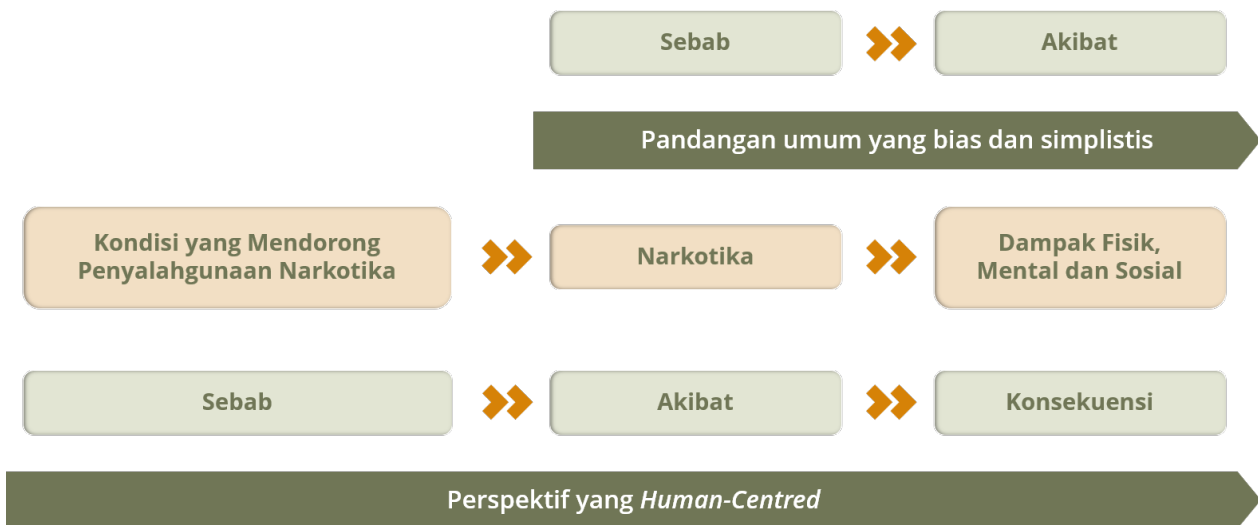 Sebab
Akibat
Pandangan umum yang bias dan simplistis
Kondisi yang Mendorong
Penyalahgunaan Narkotika
Narkotika
Dampak Fisik,
Mental dan Sosial
Sebab
Akibat
Konsekuensi
Perspektif yang Human-Centred